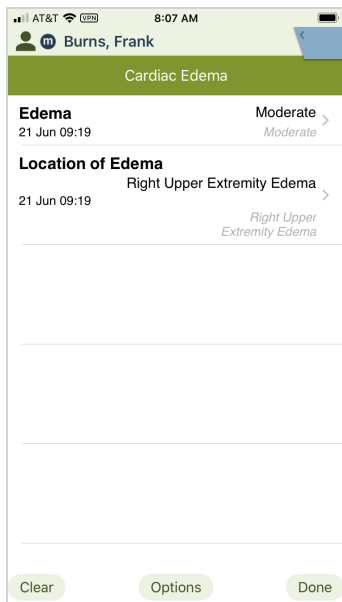 AT&T VPN 8:07 AM
m Burns, Frank
Cardiac Edema
Edema Moderate
21 Jun 09:19 Moderate
Location of Edema
Right Upper Extremity Edema
21 Jun 09:19
Right Upper
Extremity Edema
Clear Options Done